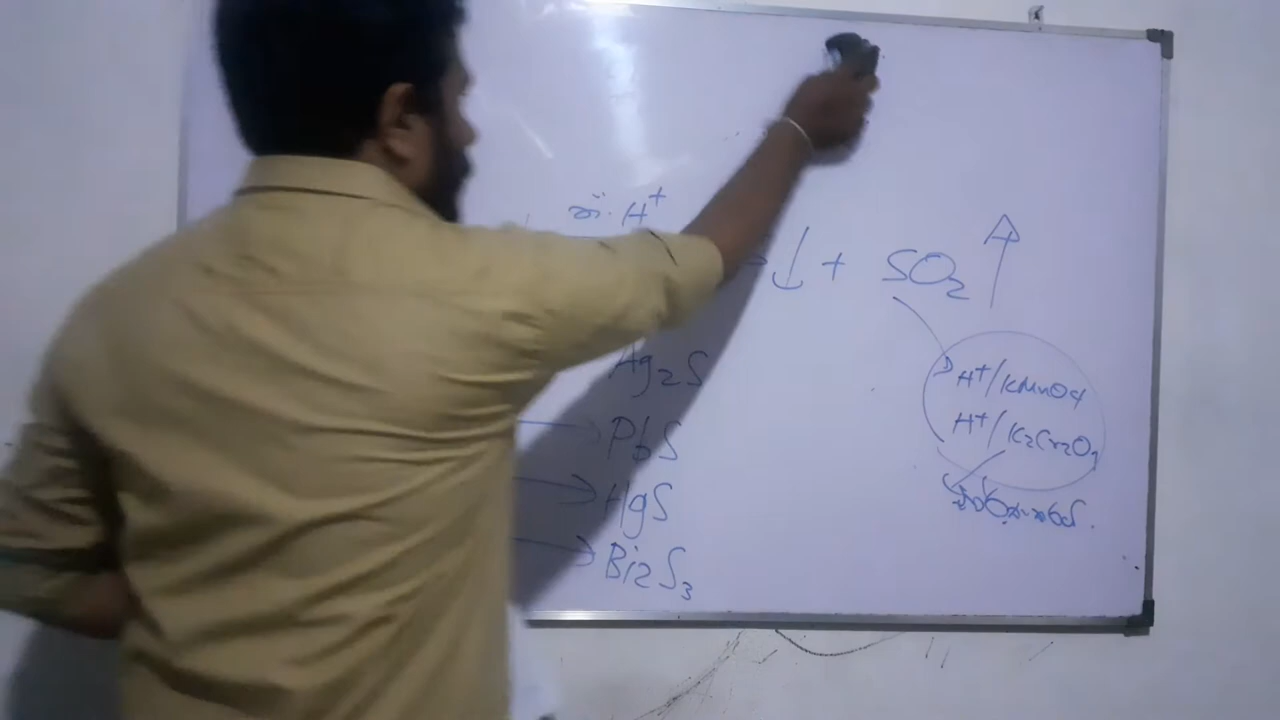 න. H⁺
↓ + SO₂ ↑
Ag₂S
PbS
HgS
Bi₂S₃
H⁺/KMnO₄
H⁺/K₂Cr₂O₇